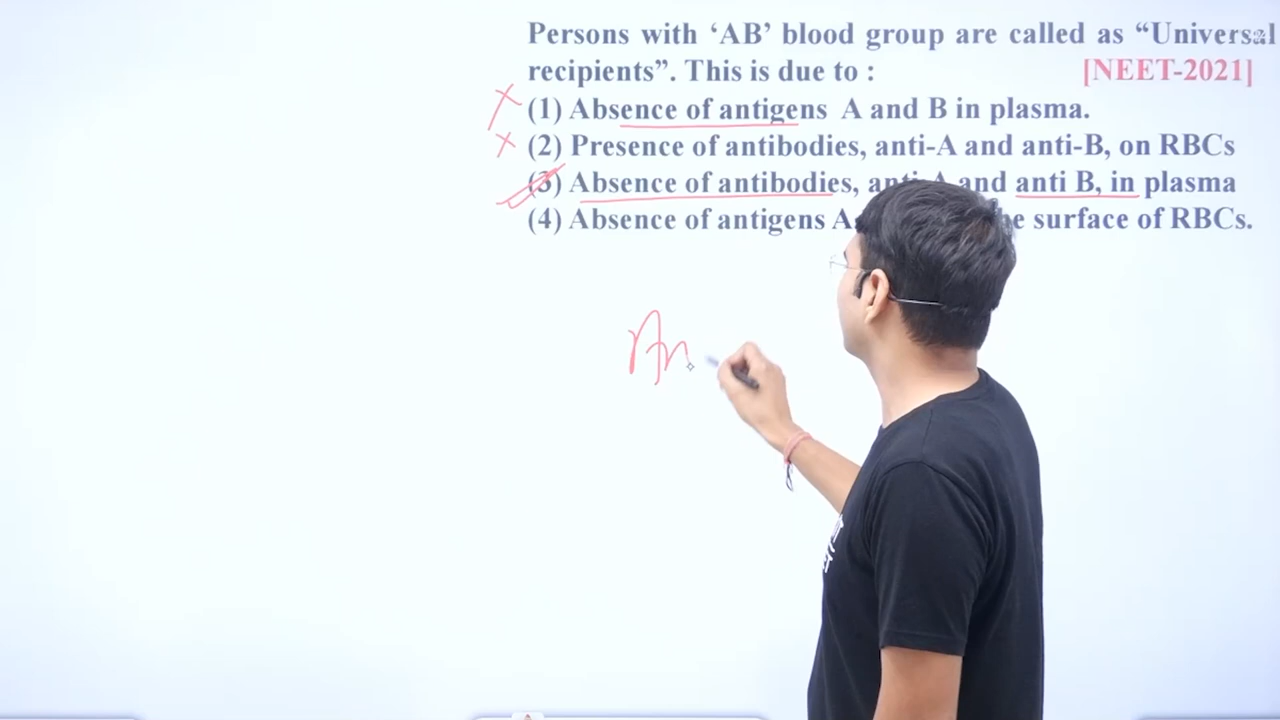 Persons with ‘AB’ blood group are called as “Universal
recipients”. This is due to : [NEET-2021]
(1) Absence of antigens A and B in plasma.
(2) Presence of antibodies, anti-A and anti-B, on RBCs
(3) Absence of antibodies, anti-A and anti B, in plasma
(4) Absence of antigens A surface of RBCs.
An